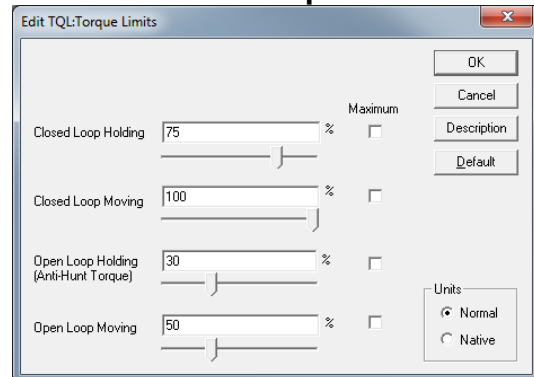 Edit TQL:Torque Limits
OK
Cancel
Maximum
Closed Loop Holding 75 % Description
Default
Closed Loop Moving 100 %
Open Loop Holding 30 %
(Anti-Hunt Torque)
Units
Normal
Open Loop Moving 50 %
Native